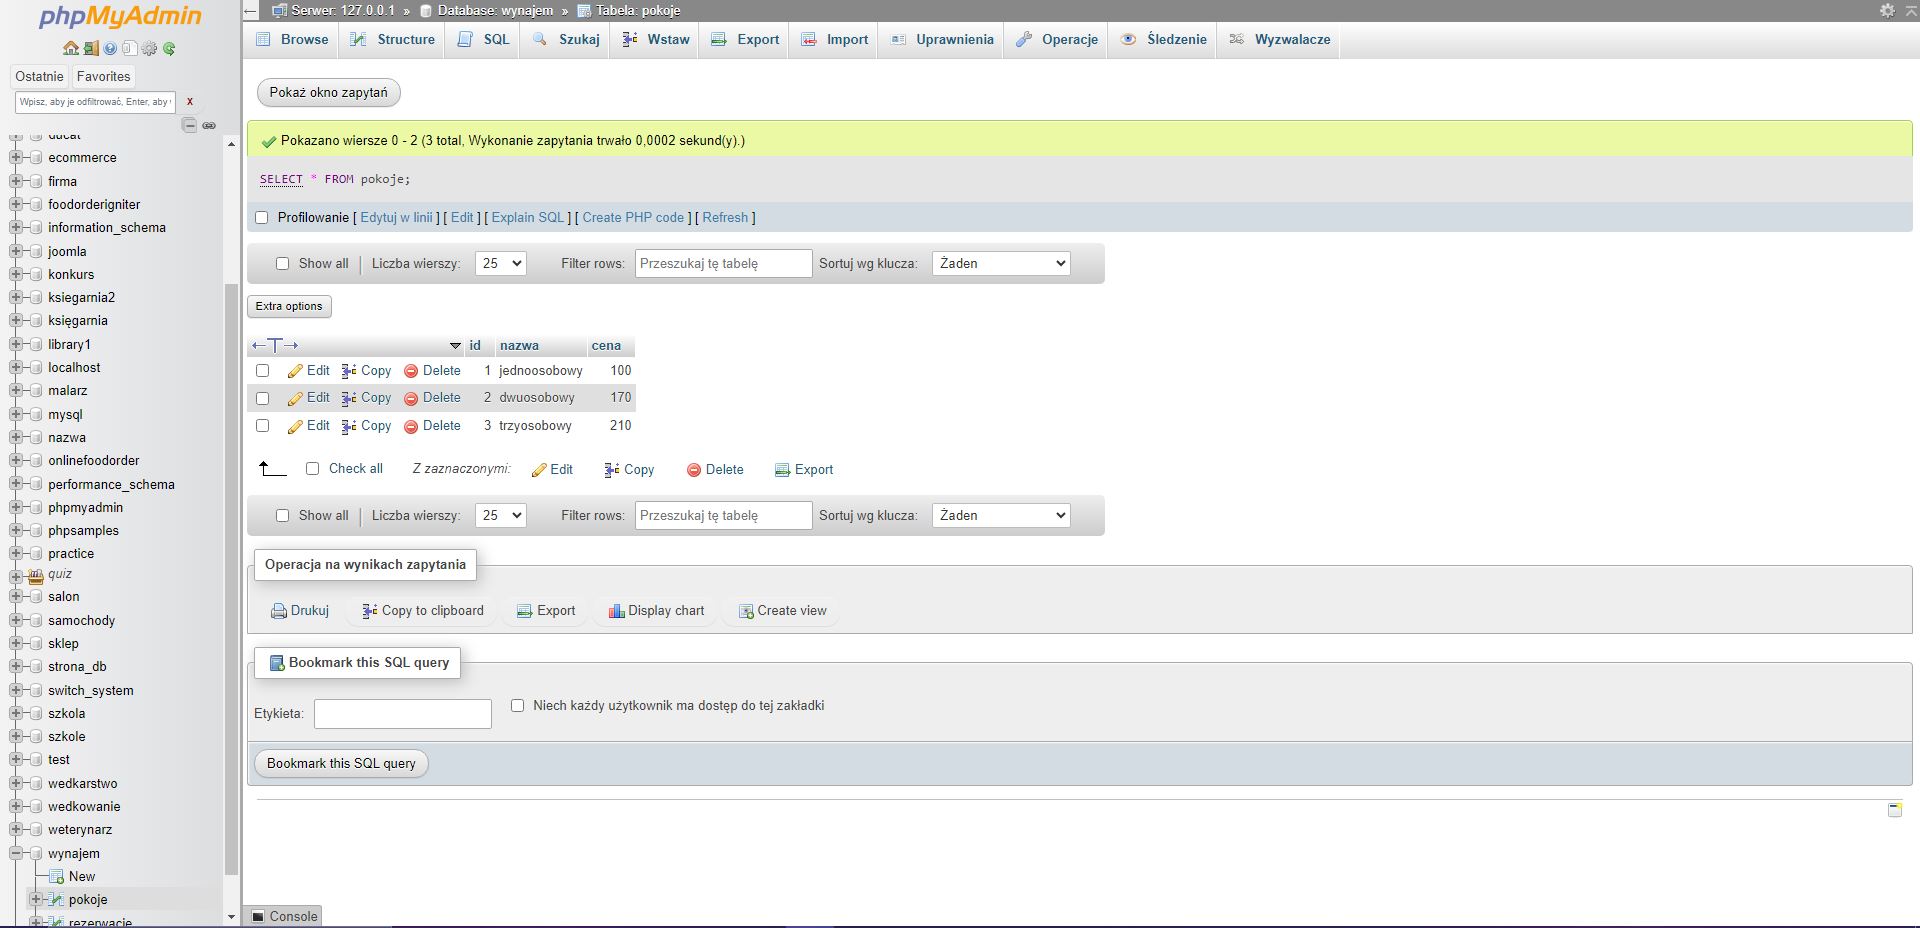 phpMyAdmin
Ostatnie Favorites
Wpisz, aby je odfiltrować, Enter, aby
X
ducat
ecommerce
firma
foodorderigniter
information_schema
joomla
konkurs
ksiegarnia2
księgarnia
library1
localhost
malarz
mysql
nazwa
onlinefoodorder
performance_schema
phpmyadmin
phpsamples
practice
quiz
salon
samochody
sklep
strona_db
switch_system
szkola
szkole
test
wedkarstwo
wedkowanie
weterynarz
wynajem
New
pokoje
rezerwacje
Serwer: 127.0.0.1 » Database: wynajem » Tabela: pokoje
Browse Structure SQL Szukaj Wstaw Export Import Uprawnienia Operacje Śledzenie Wyzwalacze
Pokaż okno zapytań
Pokazano wiersze 0 - 2 (3 total, Wykonanie zapytania trwało 0,0002 sekund(y).)
SELECT * FROM pokoje;
Profilowanie [ Edytuj w linii ] [ Edit ] [ Explain SQL ] [ Create PHP code ] [ Refresh ]
Show all Liczba wierszy: 25 Filter rows: Przeszukaj tę tabelę Sortuj wg klucza: Żaden
Extra options
←T→ id nazwa cena
Edit Copy Delete 1 jednoosobowy 100
Edit Copy Delete 2 dwuosobowy 170
Edit Copy Delete 3 trzyosobowy 210
Check all Z zaznaczonymi: Edit Copy Delete Export
Show all Liczba wierszy: 25 Filter rows: Przeszukaj tę tabelę Sortuj wg klucza: Żaden
Operacja na wynikach zapytania
Drukuj Copy to clipboard Export Display chart Create view
Bookmark this SQL query
Etykieta: Niech każdy użytkownik ma dostęp do tej zakładki
Bookmark this SQL query
Console